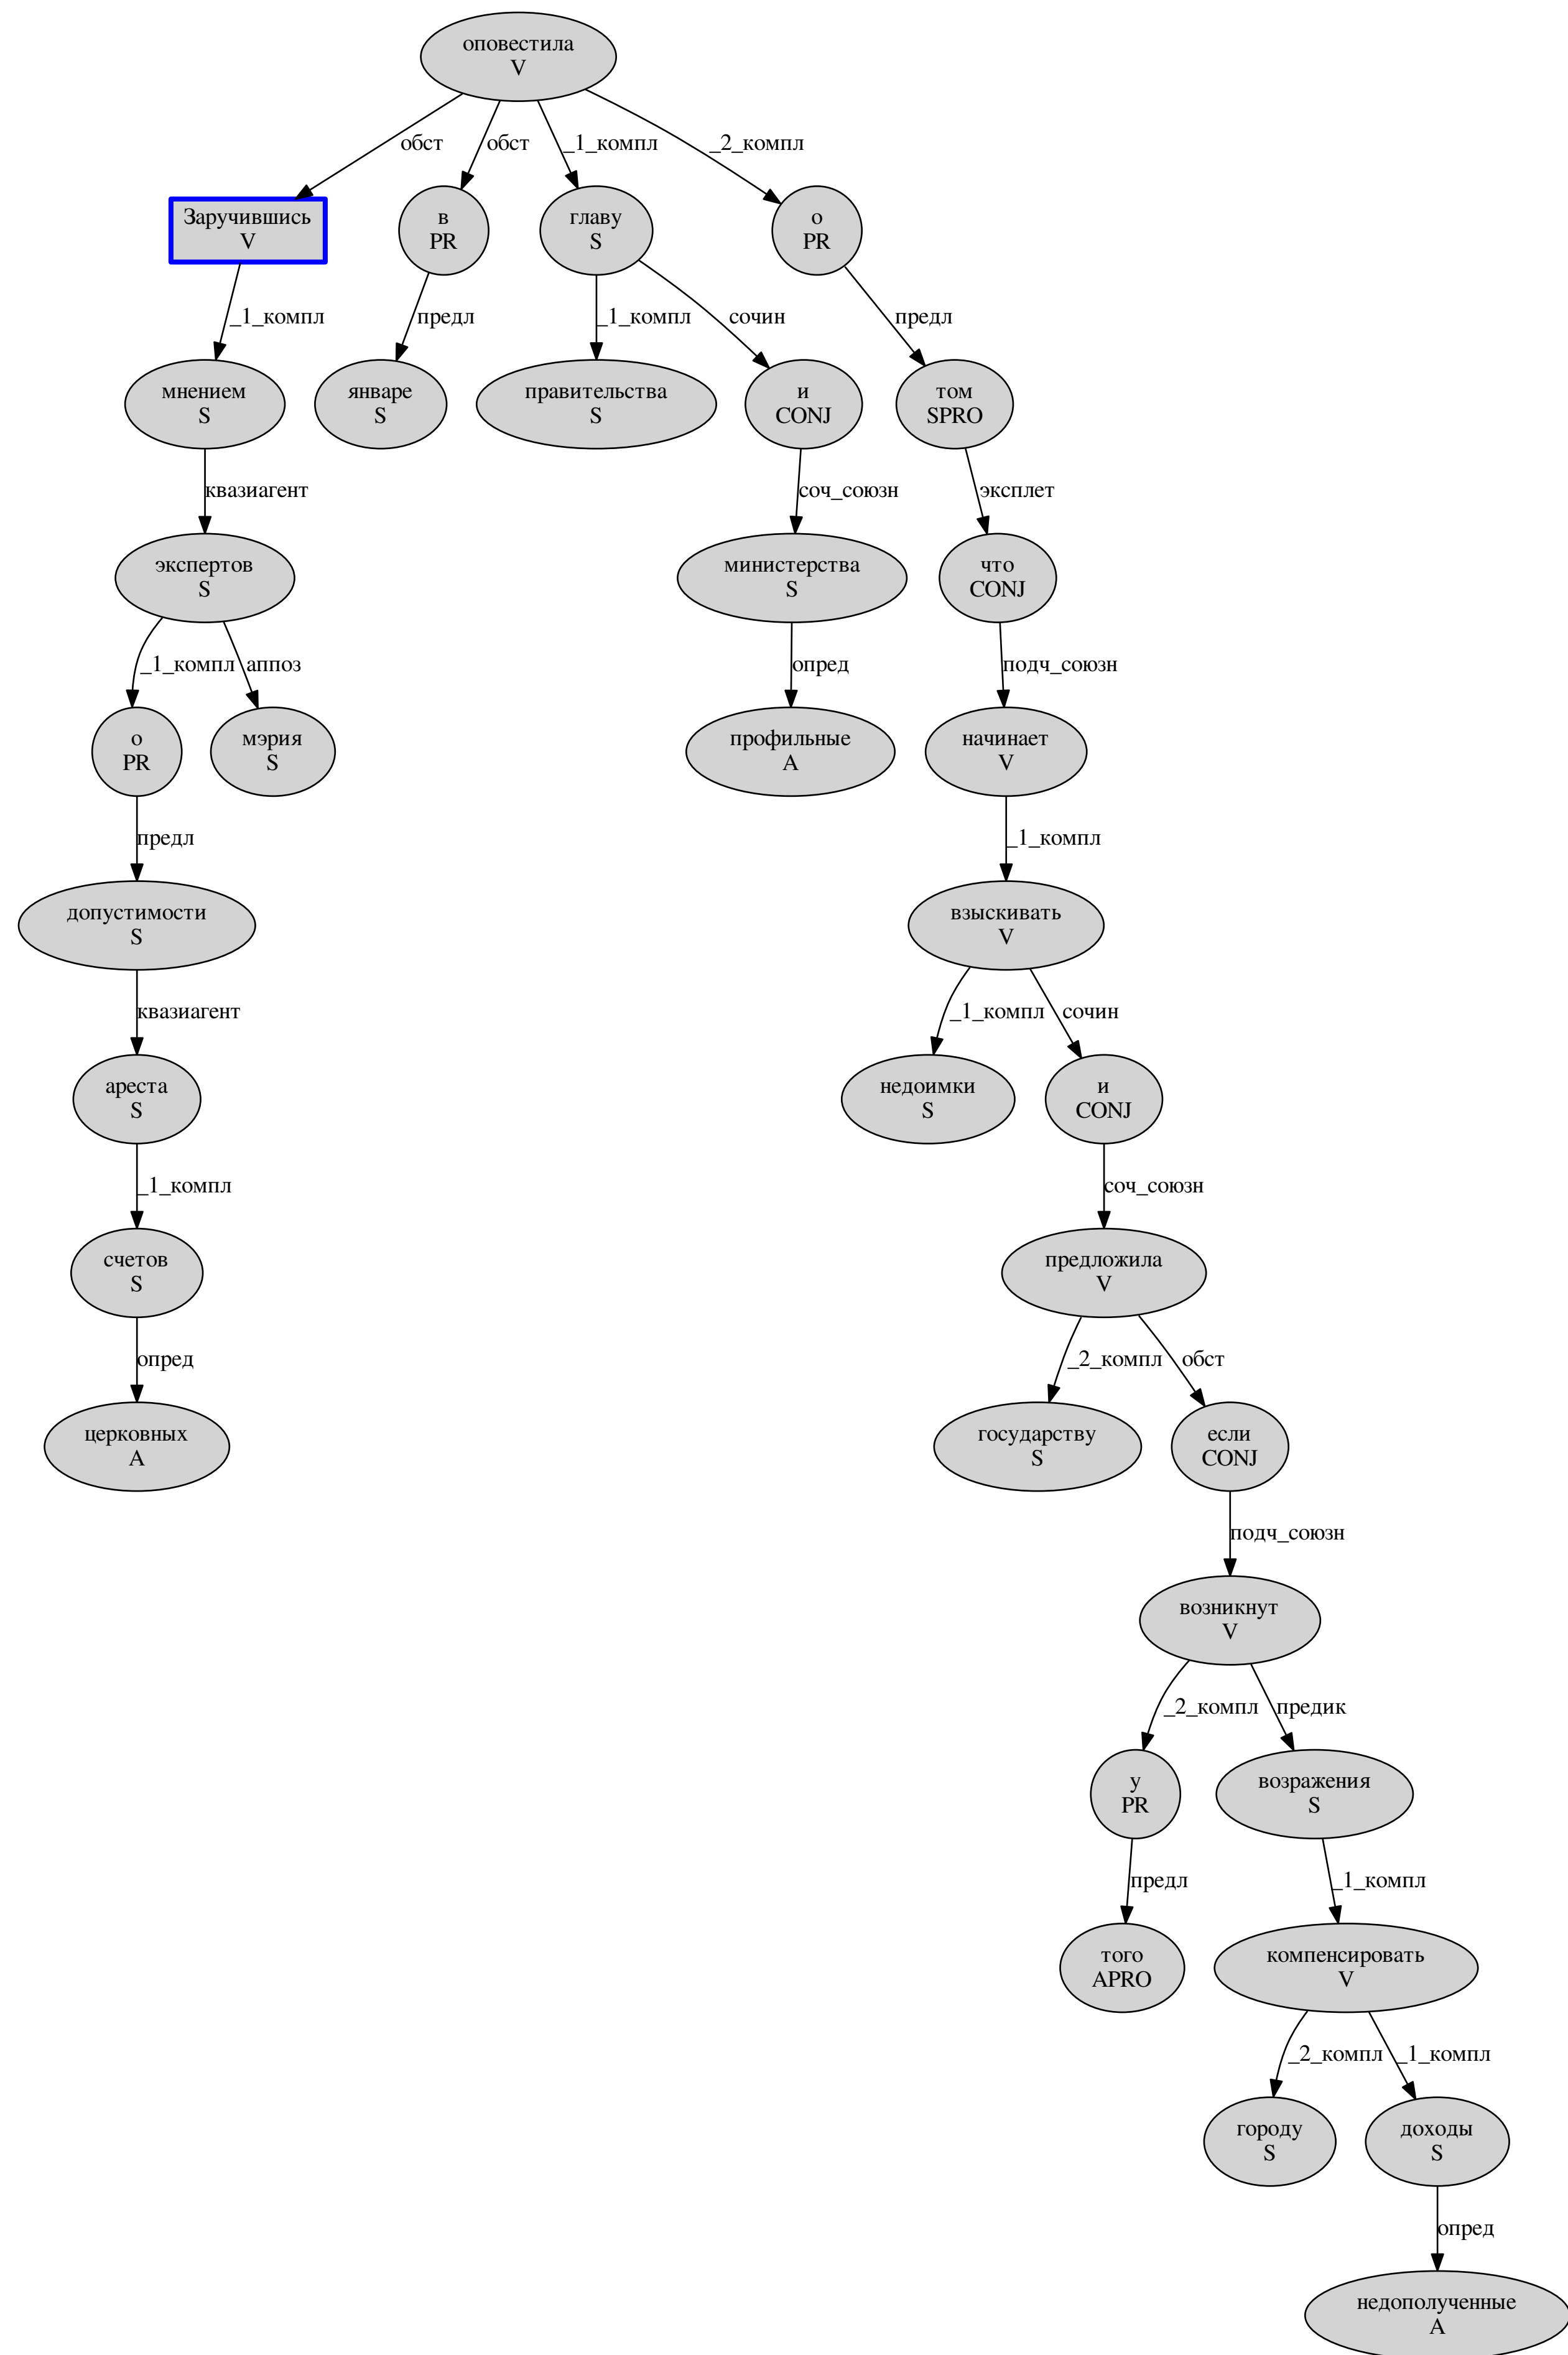 оповестила
V
обст
обст
_1_компл
_2_компл
Заручившись
V
в
PR
главу
S
о
PR
_1_компл
предл
_1_компл
сочин
предл
мнением
S
январе
S
правительства
S
и
CONJ
том
SPRO
квазиагент
соч_союзн
эксплет
экспертов
S
министерства
S
что
CONJ
_1_компл
аппоз
опред
подч_союзн
о
PR
мэрия
S
профильные
A
начинает
V
предл
_1_компл
допустимости
S
взыскивать
V
квазиагент
_1_компл
сочин
ареста
S
недоимки
S
и
CONJ
_1_компл
соч_союзн
счетов
S
предложила
V
опред
_2_компл
обст
церковных
A
государству
S
если
CONJ
подч_союзн
возникнут
V
_2_компл
предик
у
PR
возражения
S
предл
_1_компл
того
APRO
компенсировать
V
_2_компл
_1_компл
городу
S
доходы
S
опред
недополученные
A